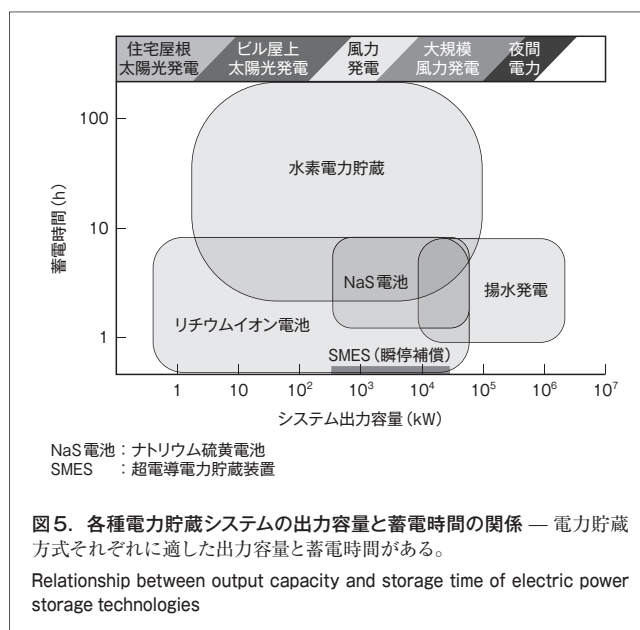 住宅屋根
太陽光発電
ビル屋上
太陽光発電
風力
発電
大規模
風力発電
夜間
電力
蓄電時間(h)
100
10
1
水素電力貯蔵
NaS電池
揚水発電
リチウムイオン電池
SMES(瞬停補償)
1
10
10²
10³
10⁴
10⁵
10⁶
10⁷
システム出力容量(kW)
NaS電池:ナトリウム硫黄電池
SMES :超電導電力貯蔵装置
図5. 各種電力貯蔵システムの出力容量と蓄電時間の関係 — 電力貯蔵
方式それぞれに適した出力容量と蓄電時間がある。
Relationship between output capacity and storage time of electric power
storage technologies